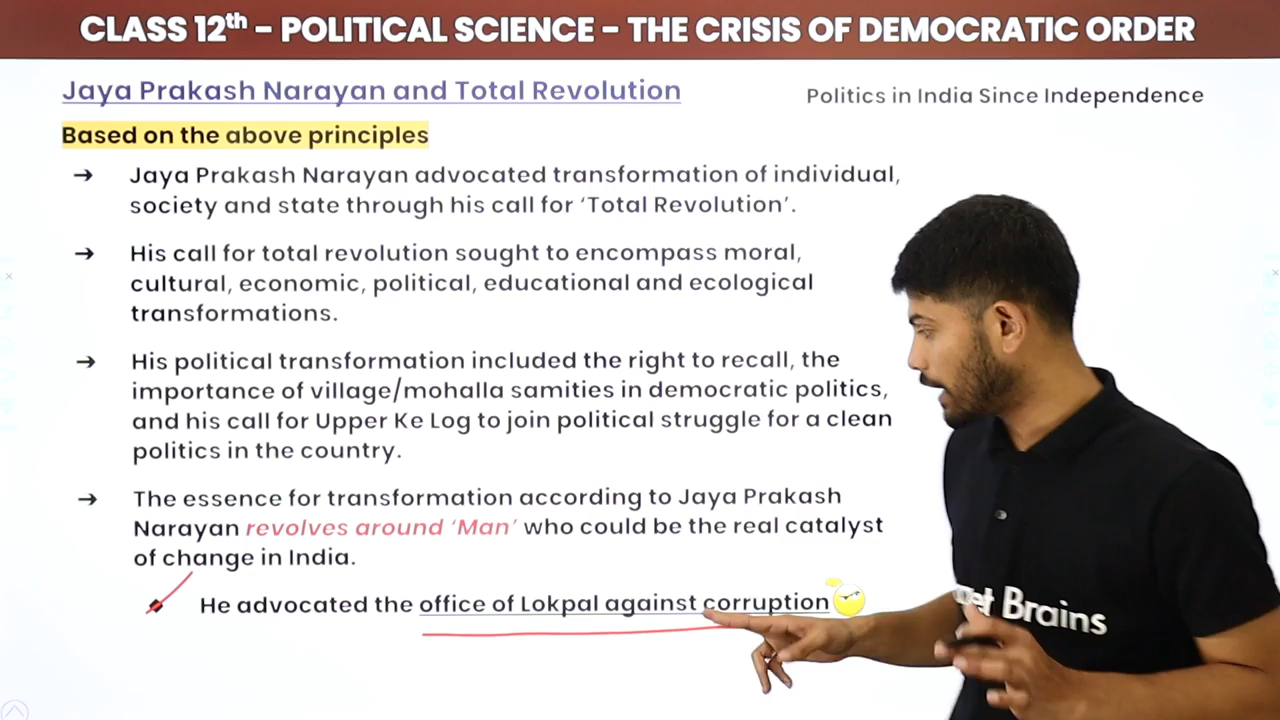 CLASS 12th – POLITICAL SCIENCE – THE CRISIS OF DEMOCRATIC ORDER
Jaya Prakash Narayan and Total Revolution
Politics in India Since Independence
Based on the above principles
→ Jaya Prakash Narayan advocated transformation of individual,
society and state through his call for ‘Total Revolution’.
→ His call for total revolution sought to encompass moral,
cultural, economic, political, educational and ecological
transformations.
→ His political transformation included the right to recall, the
importance of village/mohalla samities in democratic politics,
and his call for Upper Ke Log to join political struggle for a clean
politics in the country.
→ The essence for transformation according to Jaya Prakash
Narayan revolves around ‘Man’ who could be the real catalyst
of change in India.
He advocated the office of Lokpal against corruption
Brains